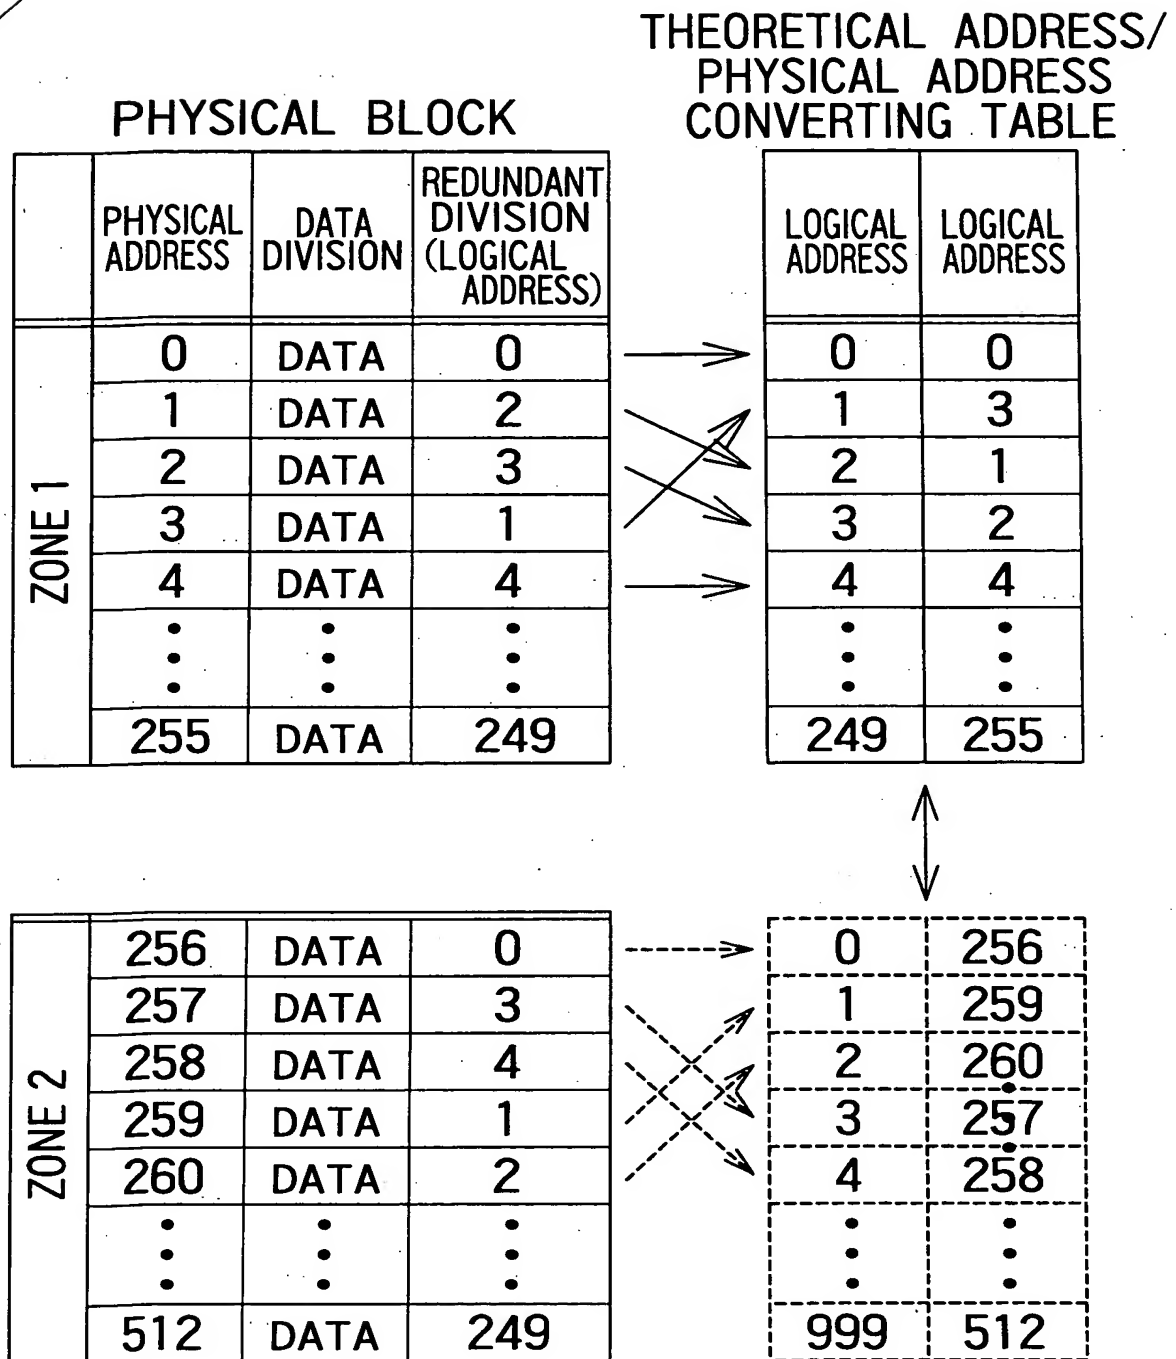 THEORETICAL ADDRESS/
PHYSICAL ADDRESS
CONVERTING TABLE
PHYSICAL BLOCK
PHYSICAL
ADDRESS
DATA
DIVISION
REDUNDANT
DIVISION
(LOGICAL
ADDRESS)
LOGICAL
ADDRESS
LOGICAL
ADDRESS
ZONE 1
0 DATA 0 0 0
1 DATA 2 1 3
2 DATA 3 2 1
3 DATA 1 3 2
4 DATA 4 4 4
255 DATA 249 249 255
ZONE 2
256 DATA 0 0 256
257 DATA 3 1 259
258 DATA 4 2 260
259 DATA 1 3 257
260 DATA 2 4 258
512 DATA 249 999 512